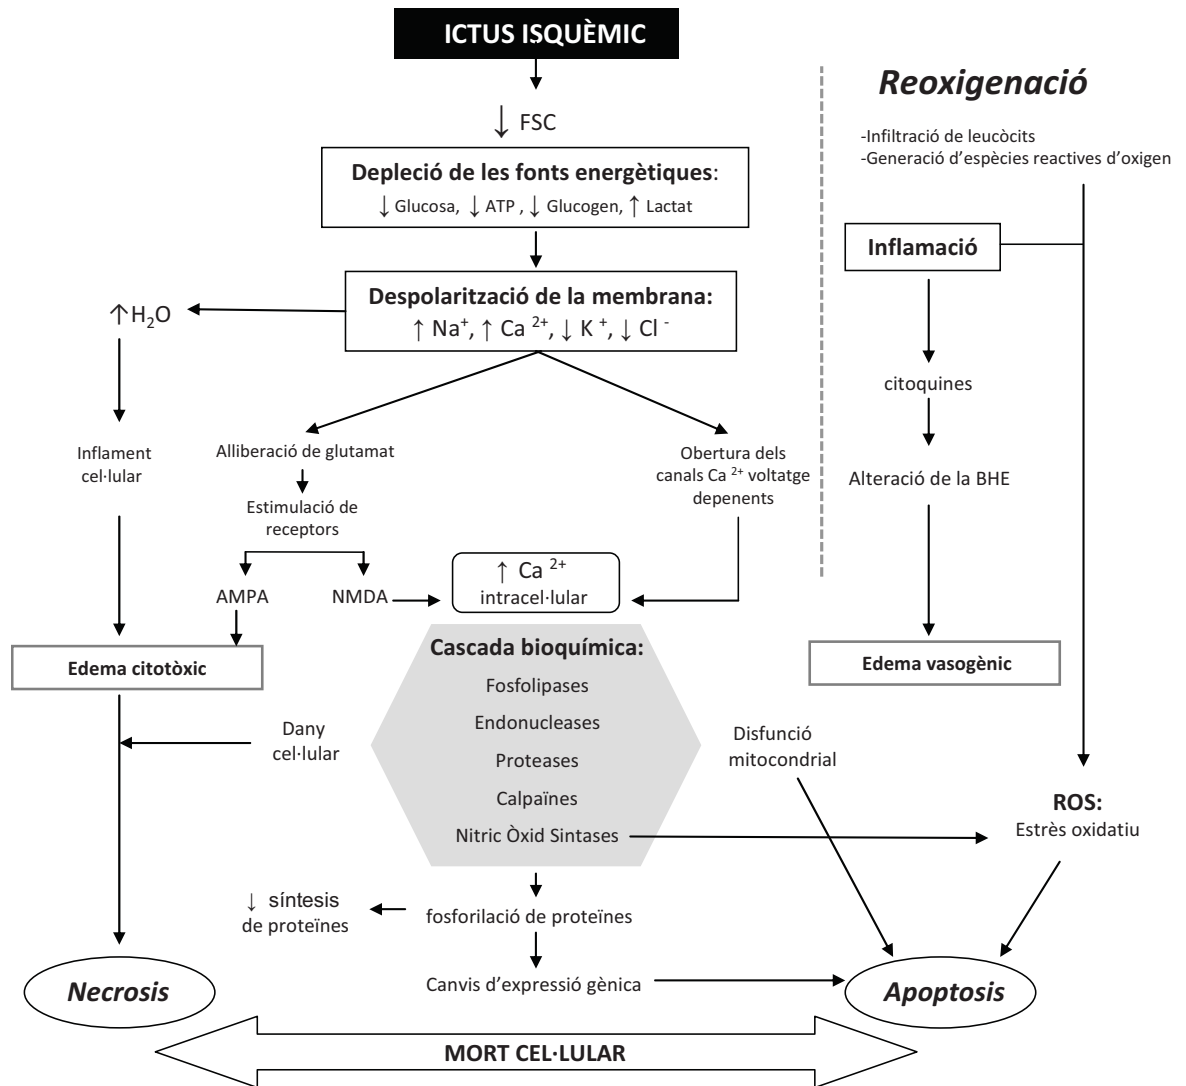 ICTUS ISQUÈMIC
↓ FSC
Depleció de les fonts energètiques:
↓ Glucosa, ↓ ATP , ↓ Glucogen, ↑ Lactat
Despolarització de la membrana:
↑ Na⁺, ↑ Ca ²⁺, ↓ K ⁺, ↓ Cl ⁻
↑H₂O
Inflament
cel·lular
Alliberació de glutamat
Estimulació de
receptors
AMPA
NMDA
Obertura dels
canals Ca ²⁺ voltatge
depenents
↑ Ca ²⁺
intracel·lular
Edema citotòxic
Cascada bioquímica:
Fosfolipases
Endonucleases
Proteases
Calpaïnes
Nitric Òxid Sintases
Dany
cel·lular
↓ síntesis
de proteïnes
fosforilació de proteïnes
Canvis d’expressió gènica
Reoxigenació
-Infiltració de leucòcits
-Generació d’espècies reactives d’oxigen
Inflamació
citoquines
Alteració de la BHE
Edema vasogènic
Disfunció
mitocondrial
ROS:
Estrès oxidatiu
Necrosis
Apoptosis
MORT CEL·LULAR